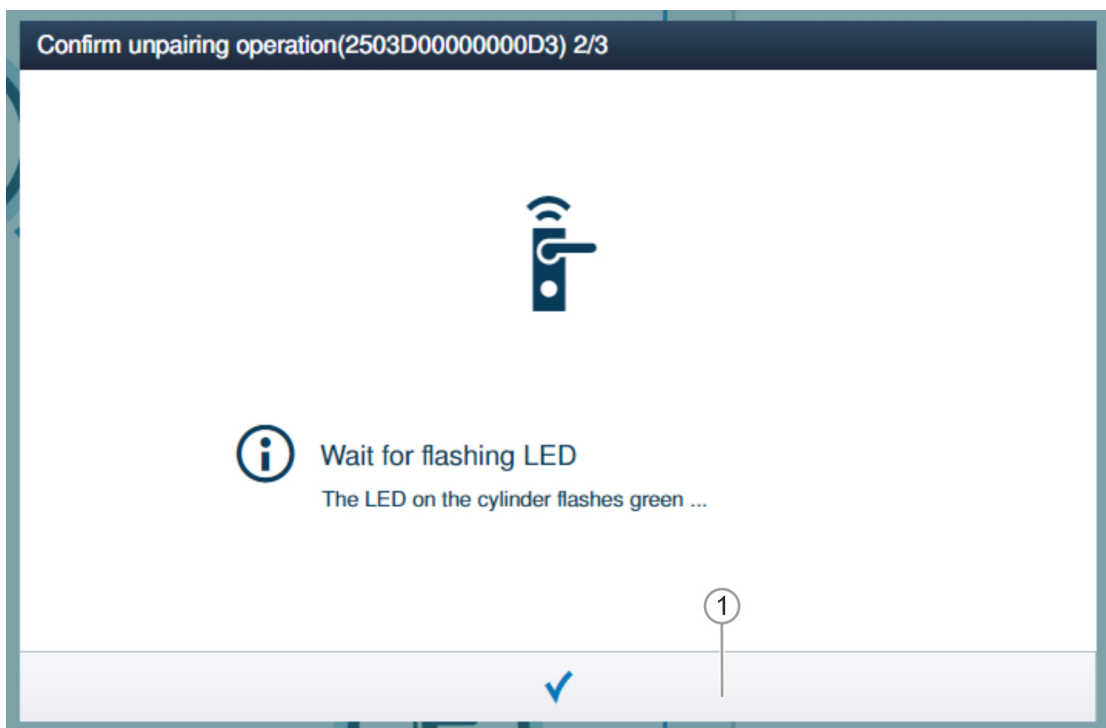 Confirm unpairing operation(2503D00000000D3) 2/3
Wait for flashing LED
The LED on the cylinder flashes green ...
1